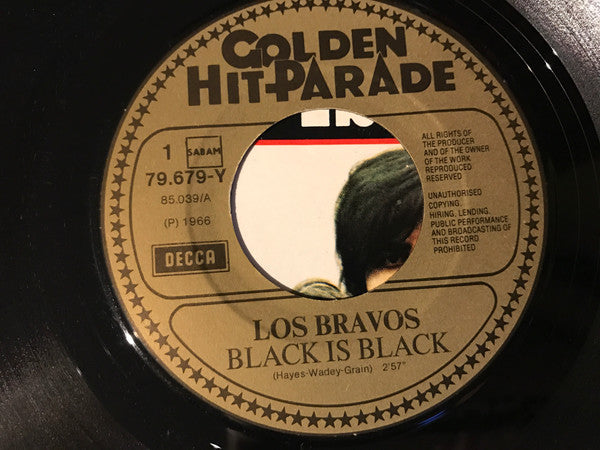 GOLDEN
HIT-PARADE
1 SABAM
79.679-Y
85.039/A
(P) 1966
DECCA
ALL RIGHTS OF
THE PRODUCER
AND OF THE OWNER
OF THE WORK
REPRODUCED
RESERVED
UNAUTHORISED
COPYING,
HIRING, LENDING,
PUBLIC PERFORMANCE
AND BROADCASTING OF
THIS RECORD
PROHIBITED
LOS BRAVOS
BLACK IS BLACK
(Hayes-Wadey-Grain) 2'57"